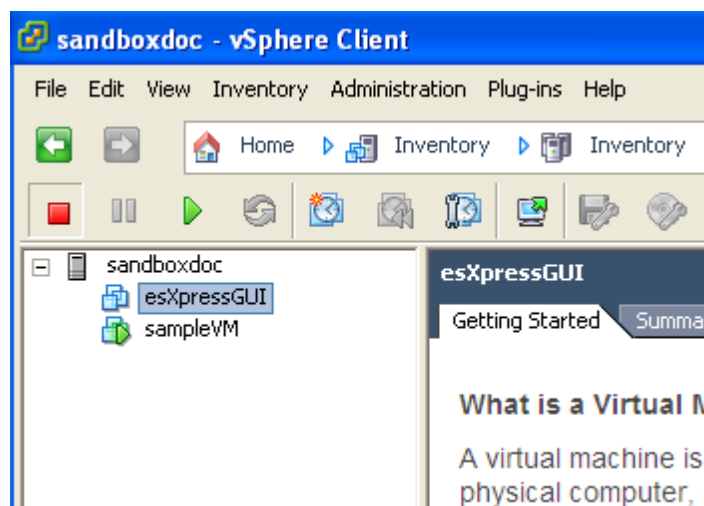 sandboxdoc - vSphere Client
File Edit View Inventory Administration Plug-ins Help
Home Inventory Inventory
sandboxdoc
esXpressGUI
sampleVM
esXpressGUI
Getting Started Summa
What is a Virtual
A virtual machine is
physical computer,